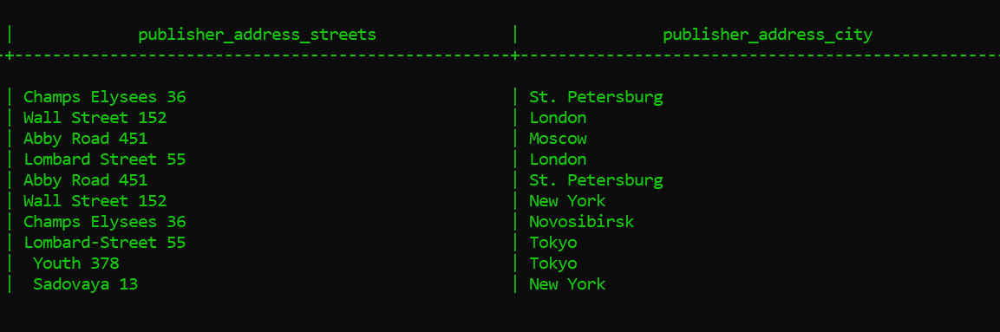 | publisher_address_streets | publisher_address_city
-+----------------------------------------------------+---------------------------------------------------
| Champs Elysees 36 | St. Petersburg
| Wall Street 152 | London
| Abby Road 451 | Moscow
| Lombard Street 55 | London
| Abby Road 451 | St. Petersburg
| Wall Street 152 | New York
| Champs Elysees 36 | Novosibirsk
| Lombard-Street 55 | Tokyo
| Youth 378 | Tokyo
| Sadovaya 13 | New York